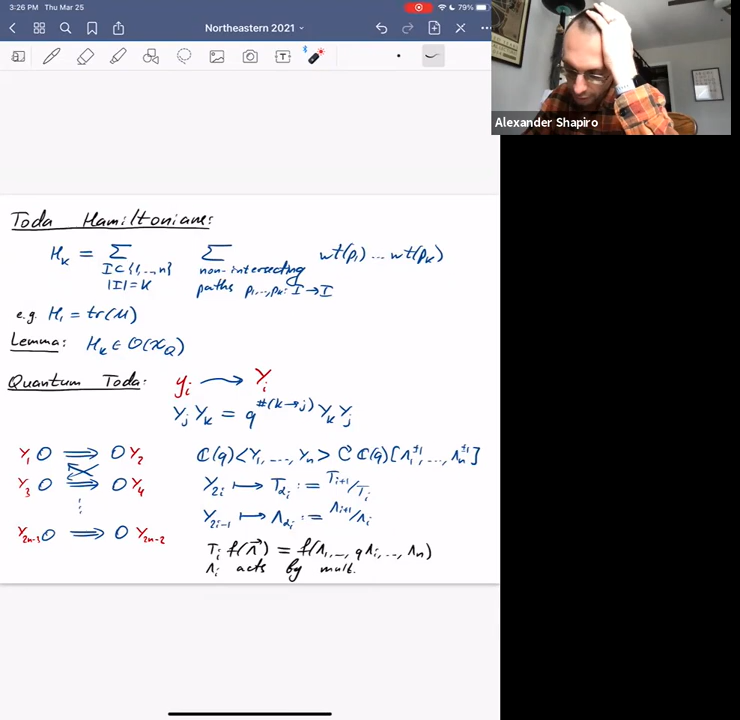 3:26 PM Thu Mar 25
79%
Northeastern 2021
Alexander Shapiro
Toda Hamiltonians:
H_k = ∑_{I⊂{1,...,n} |I|=k} ∑_{non-intersecting paths p_1,...,p_k: I→I} wt(p_1) ... wt(p_k)
e.g. H_1 = tr(M)
Lemma: H_k ∈ O(X_Q)
Quantum Toda: y_i → Y_i
Y_j Y_k = q^{#(k→j)} Y_k Y_j
Y_1 O ⟹ O Y_2
Y_3 O ⟹ O Y_4
⋮
Y_{2n-3} O ⟹ O Y_{2n-2}
C(q)<Y_1, ..., Y_n> C C(q)[Λ_1^{±1}, ..., Λ_n^{±1}]
Y_{2i} ⟼ T_{α_i} := T_{i+1}/T_i
Y_{2i-1} ⟼ Λ_{α_i} := Λ_{i+1}/Λ_i
T_i f(Λ⃗) = f(Λ_1, ..., qΛ_i, ..., Λ_n)
Λ_i acts by mult.